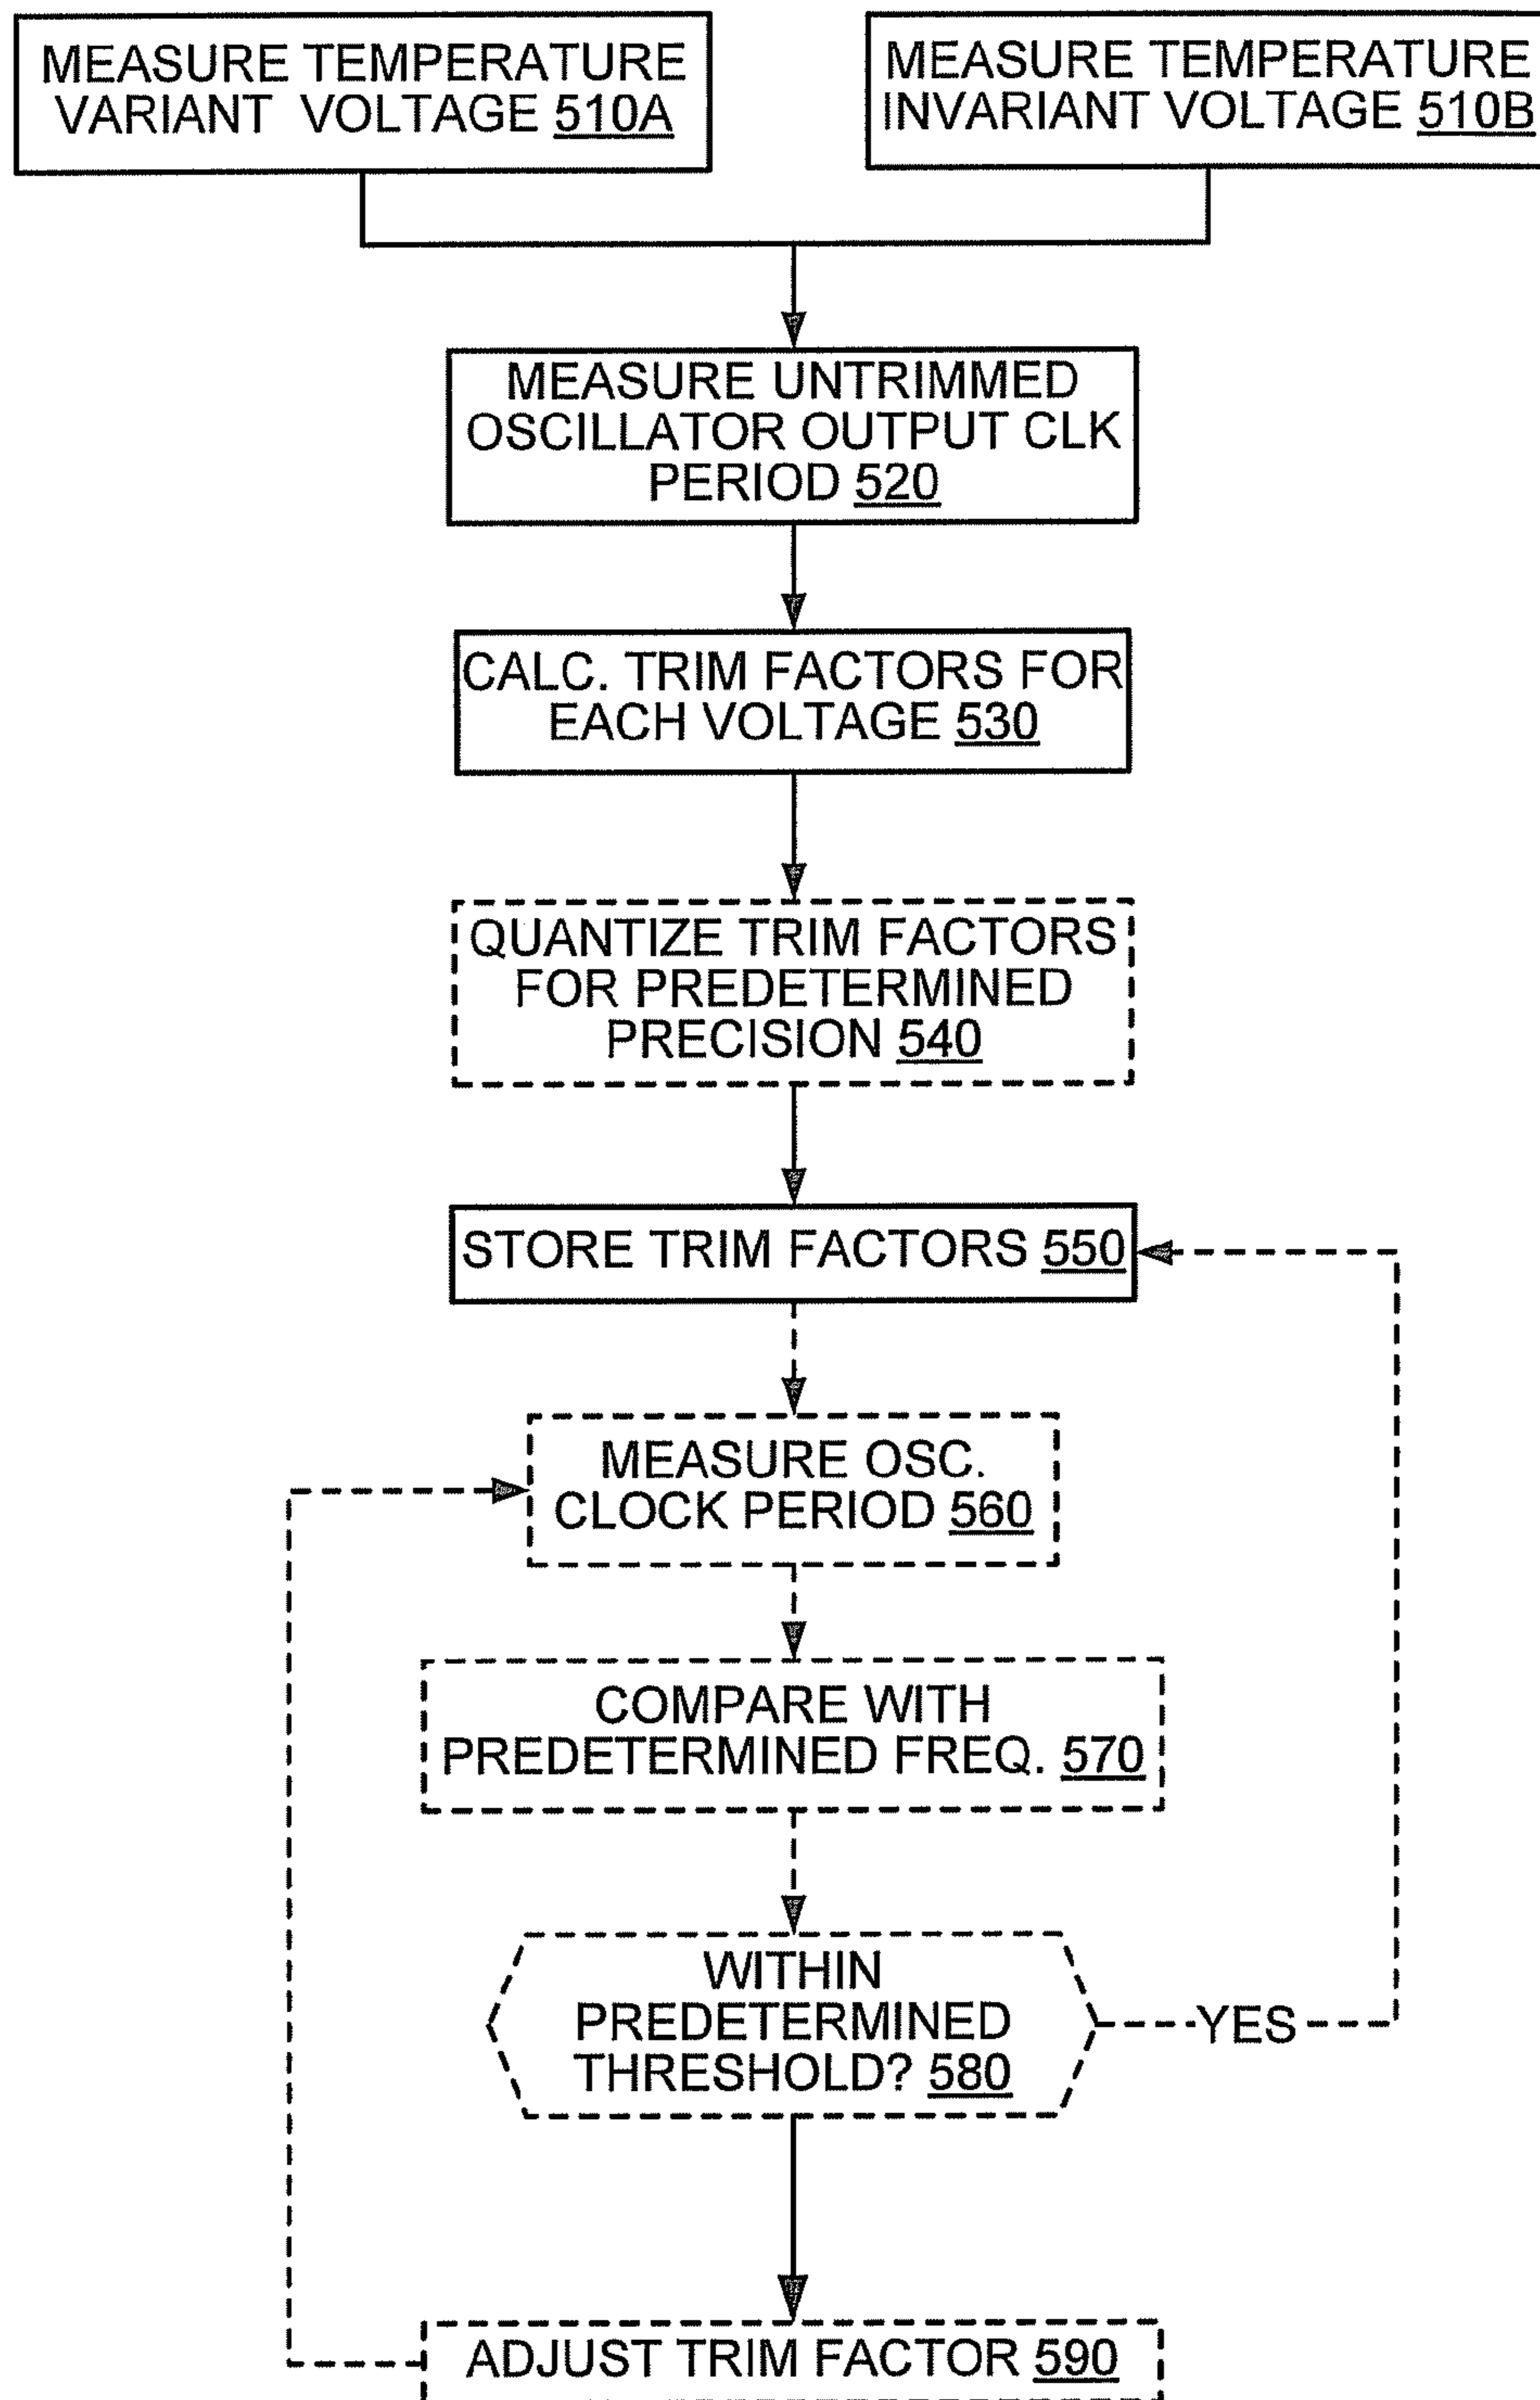 MEASURE TEMPERATURE
VARIANT VOLTAGE 510A
MEASURE TEMPERATURE
INVARIANT VOLTAGE 510B
MEASURE UNTRIMMED
OSCILLATOR OUTPUT CLK
PERIOD 520
CALC. TRIM FACTORS FOR
EACH VOLTAGE 530
QUANTIZE TRIM FACTORS
FOR PREDETERMINED
PRECISION 540
STORE TRIM FACTORS 550
MEASURE OSC.
CLOCK PERIOD 560
COMPARE WITH
PREDETERMINED FREQ. 570
WITHIN
PREDETERMINED
THRESHOLD? 580
YES
ADJUST TRIM FACTOR 590